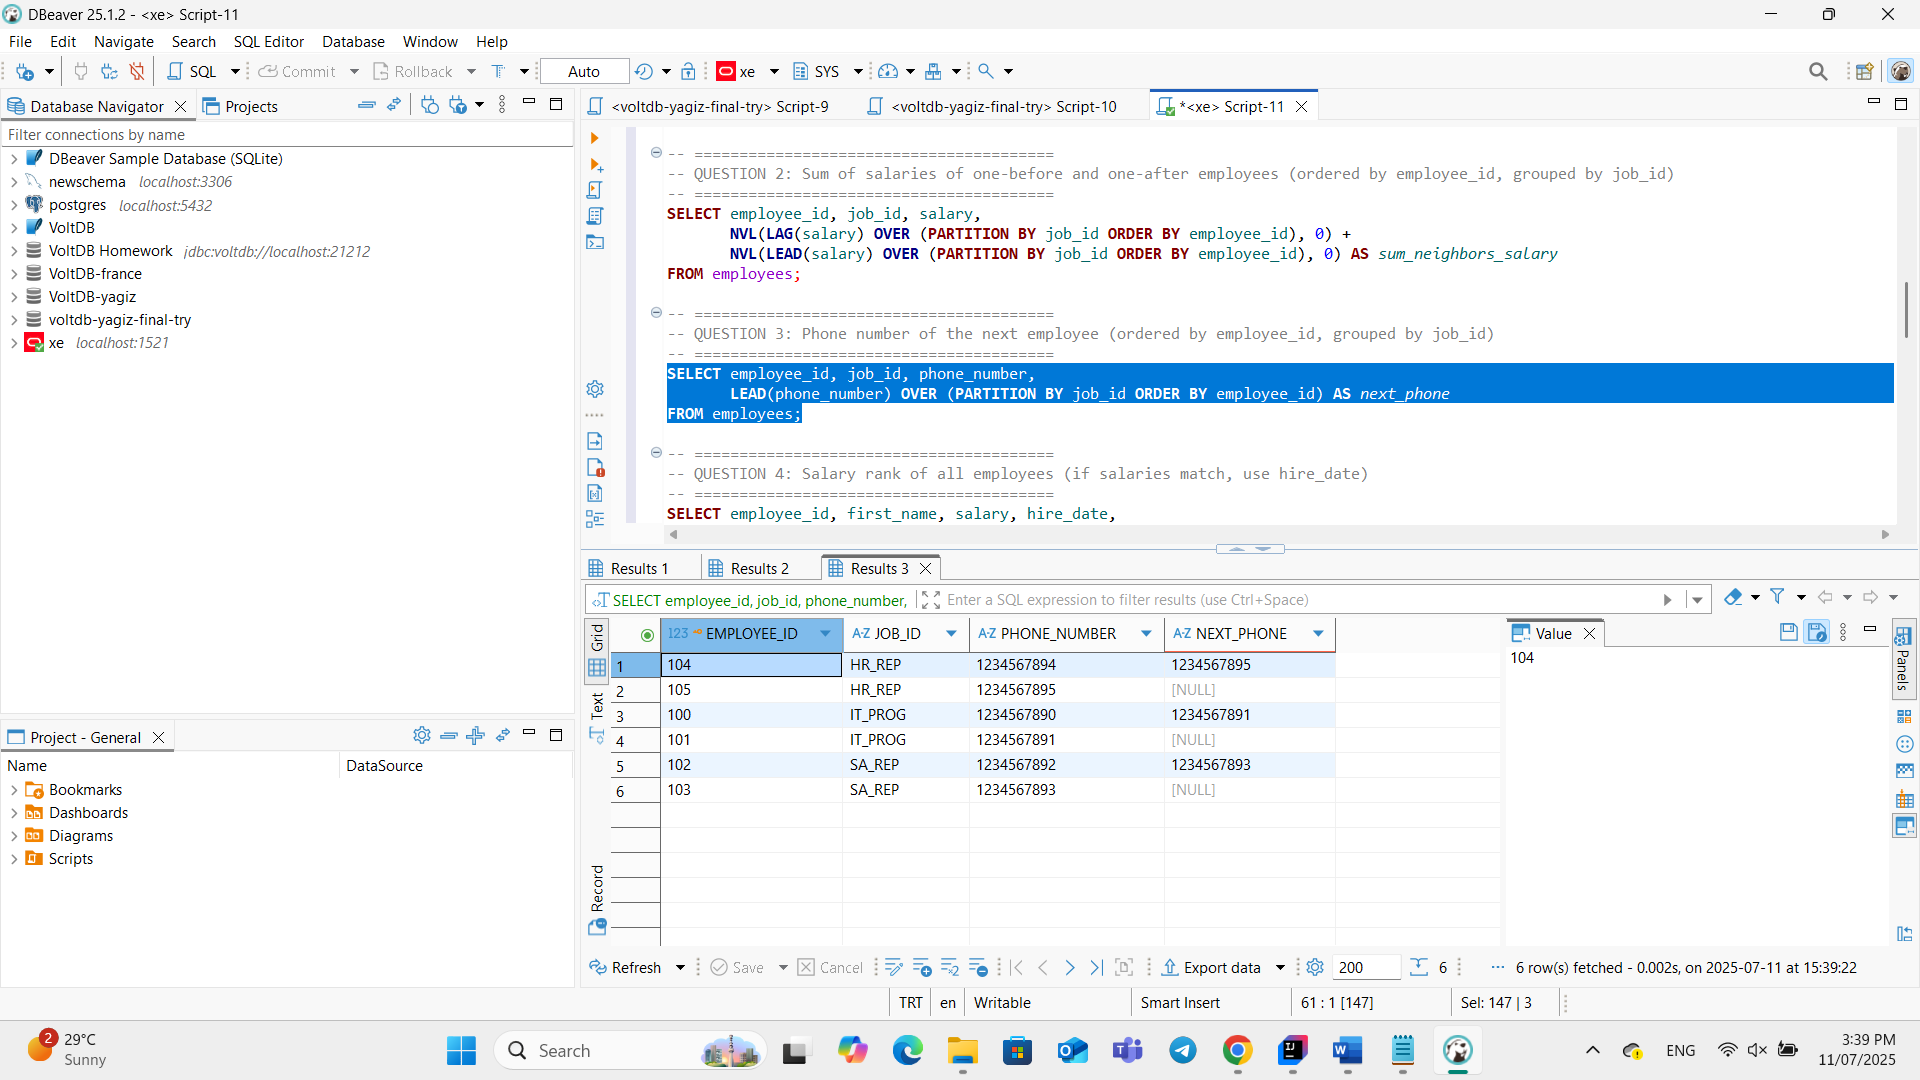 DBeaver 25.1.2 - <xe> Script-11
File Edit Navigate Search SQL Editor Database Window Help
SQL Commit Rollback T Auto xe SYS
Database Navigator Projects
Filter connections by name
DBeaver Sample Database (SQLite)
newschema localhost:3306
postgres localhost:5432
VoltDB
VoltDB Homework jdbc:voltdb://localhost:21212
VoltDB-france
VoltDB-yagiz
voltdb-yagiz-final-try
xe localhost:1521
Project - General
Name DataSource
Bookmarks
Dashboards
Diagrams
Scripts
<voltdb-yagiz-final-try> Script-9 <voltdb-yagiz-final-try> Script-10 *<xe> Script-11
-- ========================================
-- QUESTION 2: Sum of salaries of one-before and one-after employees (ordered by employee_id, grouped by job_id)
-- ========================================
SELECT employee_id, job_id, salary,
NVL(LAG(salary) OVER (PARTITION BY job_id ORDER BY employee_id), 0) +
NVL(LEAD(salary) OVER (PARTITION BY job_id ORDER BY employee_id), 0) AS sum_neighbors_salary
FROM employees;
-- ========================================
-- QUESTION 3: Phone number of the next employee (ordered by employee_id, grouped by job_id)
-- ========================================
SELECT employee_id, job_id, phone_number,
LEAD(phone_number) OVER (PARTITION BY job_id ORDER BY employee_id) AS next_phone
FROM employees;
-- ========================================
-- QUESTION 4: Salary rank of all employees (if salaries match, use hire_date)
-- ========================================
SELECT employee_id, first_name, salary, hire_date,
Results 1 Results 2 Results 3
SELECT employee_id, job_id, phone_number, Enter a SQL expression to filter results (use Ctrl+Space)
Grid
Text
Record
123 EMPLOYEE_ID A-Z JOB_ID A-Z PHONE_NUMBER A-Z NEXT_PHONE
1 104 HR_REP 1234567894 1234567895
2 105 HR_REP 1234567895 [NULL]
3 100 IT_PROG 1234567890 1234567891
4 101 IT_PROG 1234567891 [NULL]
5 102 SA_REP 1234567892 1234567893
6 103 SA_REP 1234567893 [NULL]
Value
104
Panels
Refresh Save Cancel Export data 200 6 ... 6 row(s) fetched - 0.002s, on 2025-07-11 at 15:39:22
TRT en Writable Smart Insert 61 : 1 [147] Sel: 147 | 3
2 29°C
Sunny
Search
ENG
3:39 PM
11/07/2025